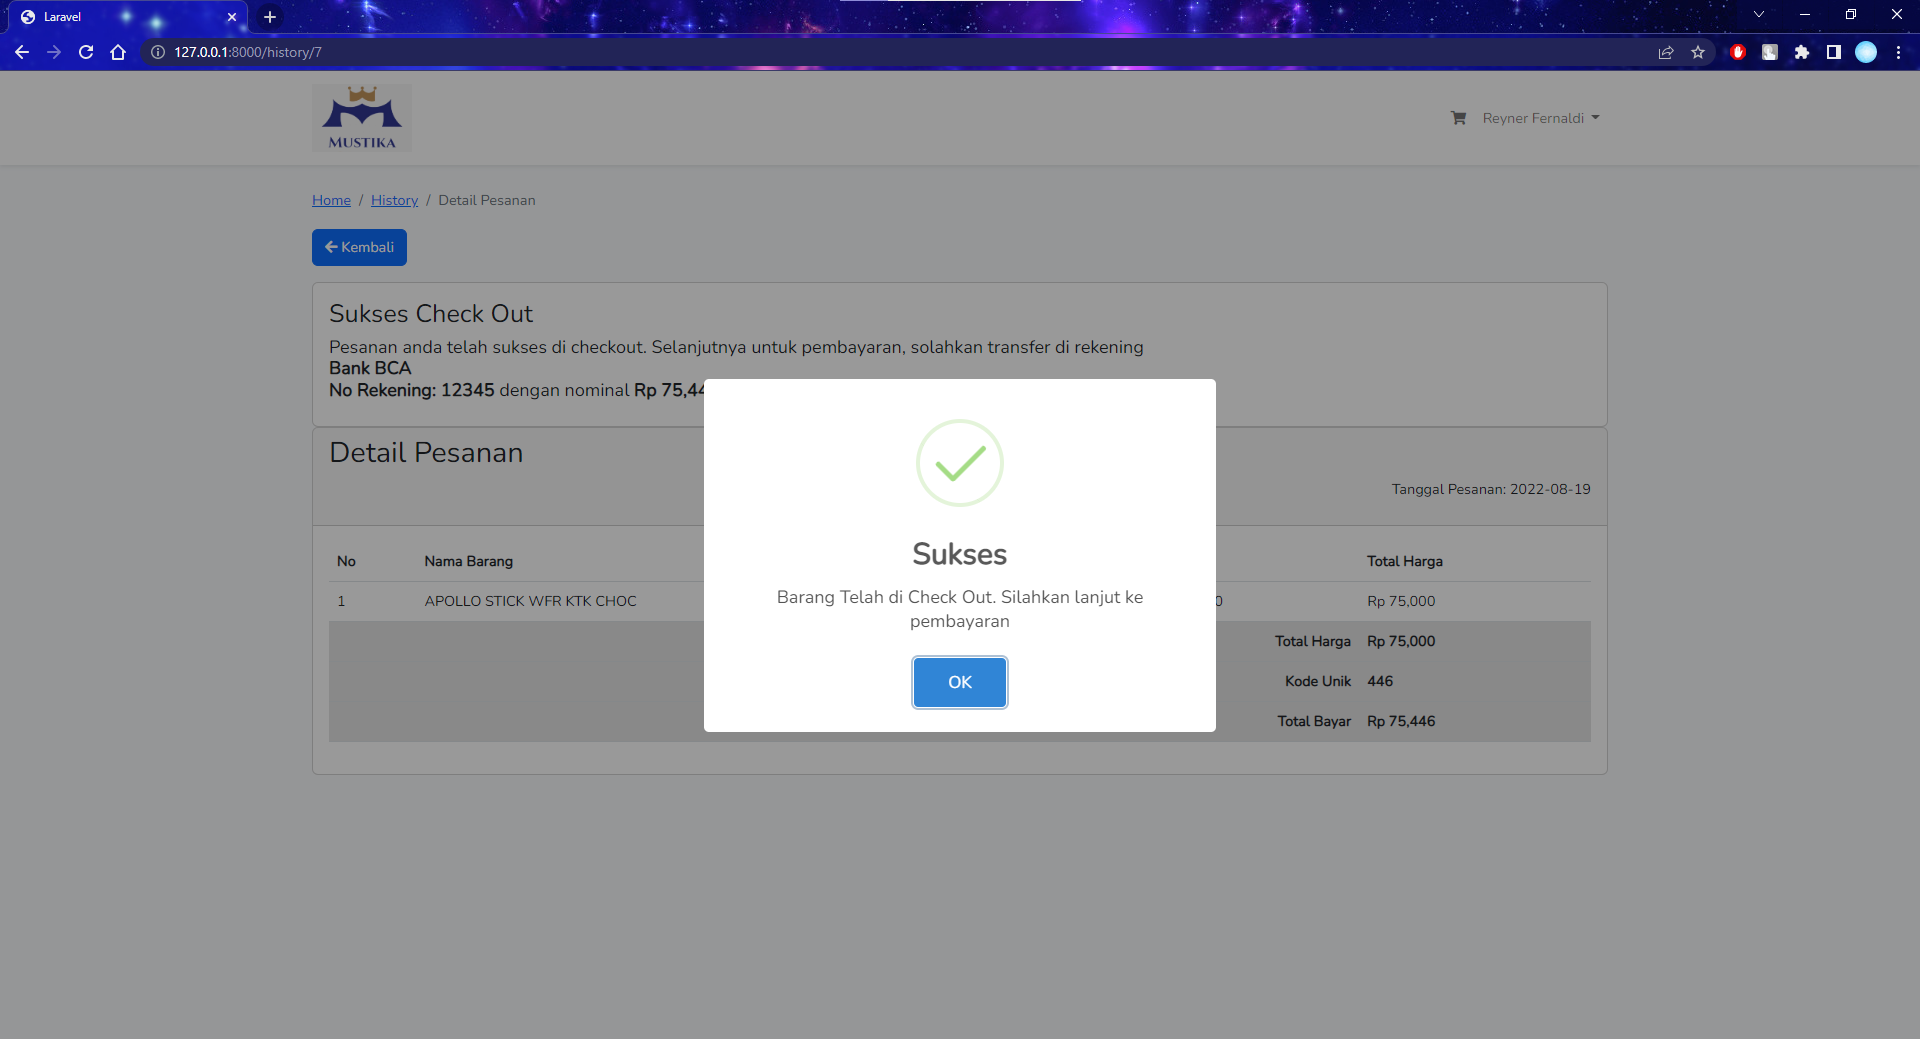 Laravel
127.0.0.1:8000/history/7
MUSTIKA
Reyner Fernaldi
Home / History / Detail Pesanan
Kembali
Sukses Check Out
Pesanan anda telah sukses di checkout. Selanjutnya untuk pembayaran, solahkan transfer di rekening
Bank BCA
No Rekening: 12345 dengan nominal Rp 75,44
Detail Pesanan
Tanggal Pesanan: 2022-08-19
No Nama Barang Total Harga
1 APOLLO STICK WFR KTK CHOC 0 Rp 75,000
Total Harga Rp 75,000
Kode Unik 446
Total Bayar Rp 75,446
Sukses
Barang Telah di Check Out. Silahkan lanjut ke
pembayaran
OK